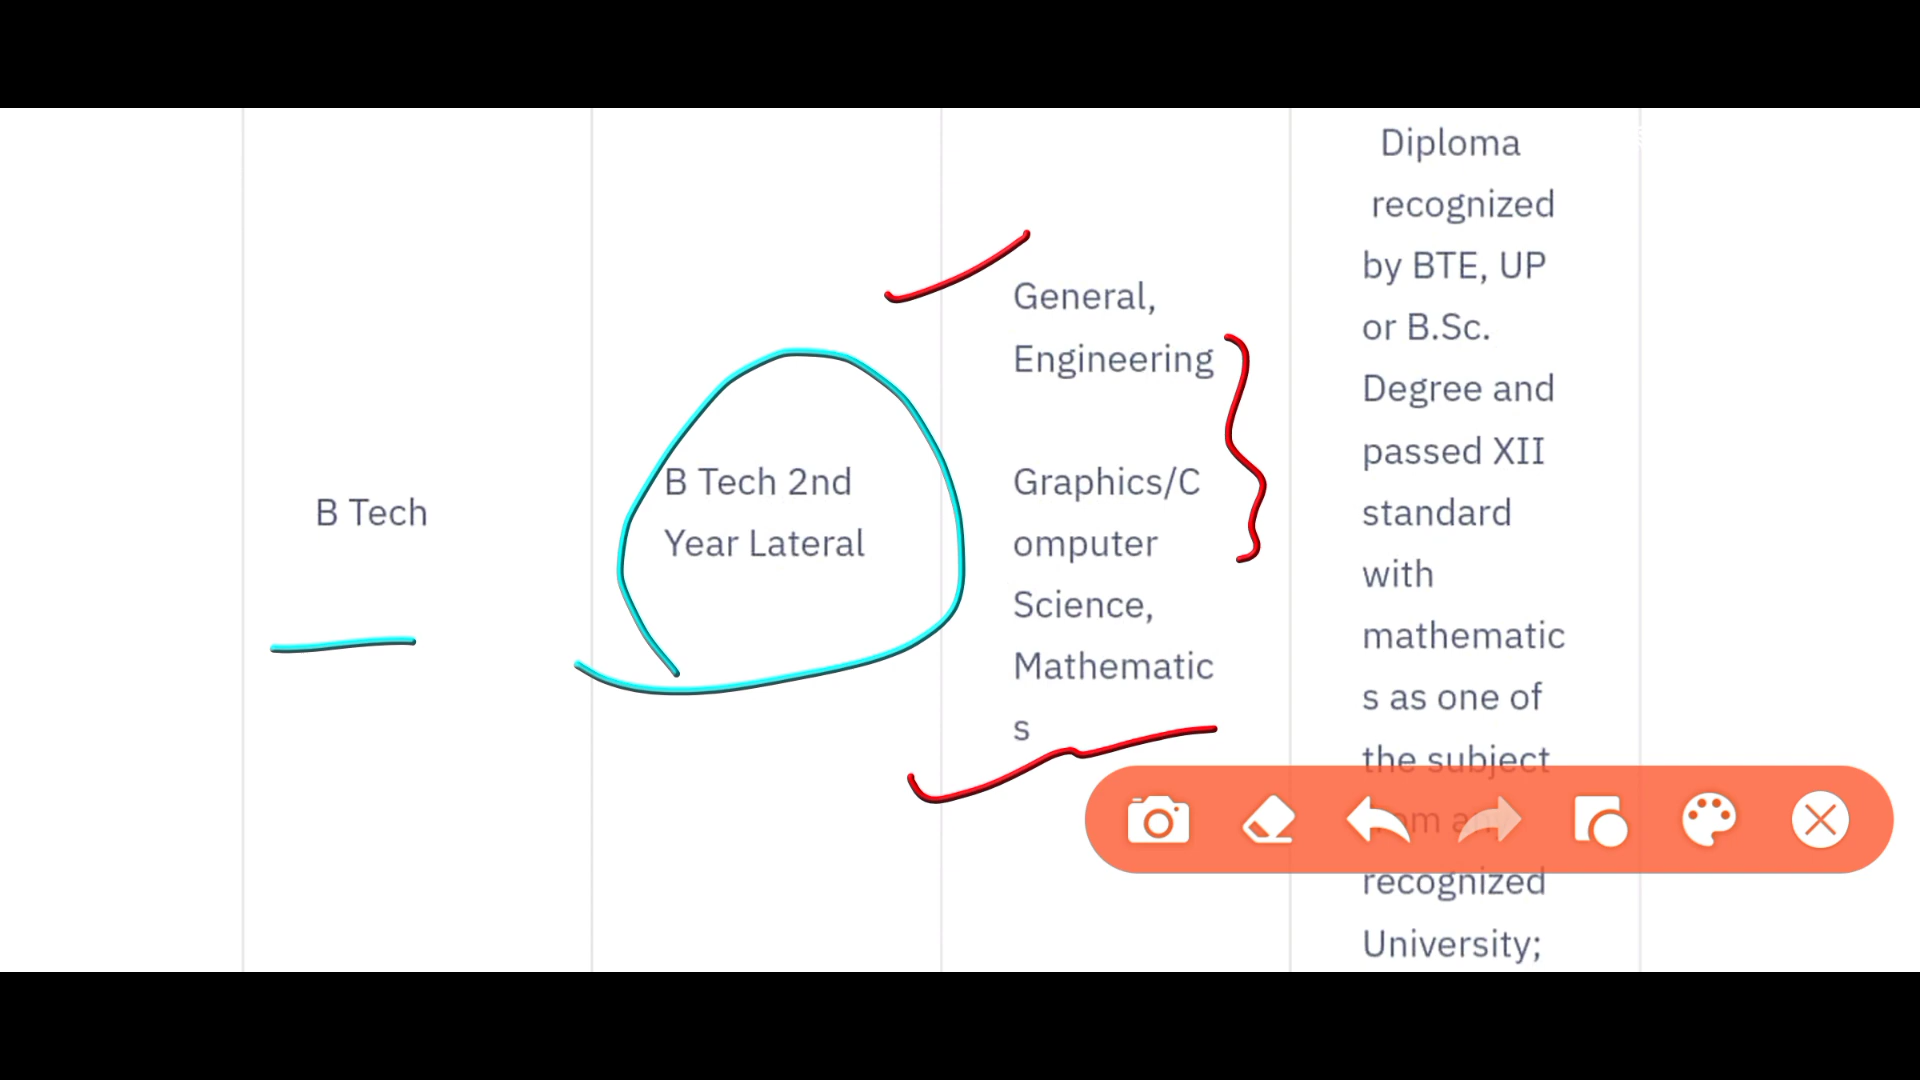 B Tech
B Tech 2nd
Year Lateral
General,
Engineering
Graphics/C
omputer
Science,
Mathematic
s
Diploma
recognized
by BTE, UP
or B.Sc.
Degree and
passed XII
standard
with
mathematic
s as one of
the subject
recognized
University;